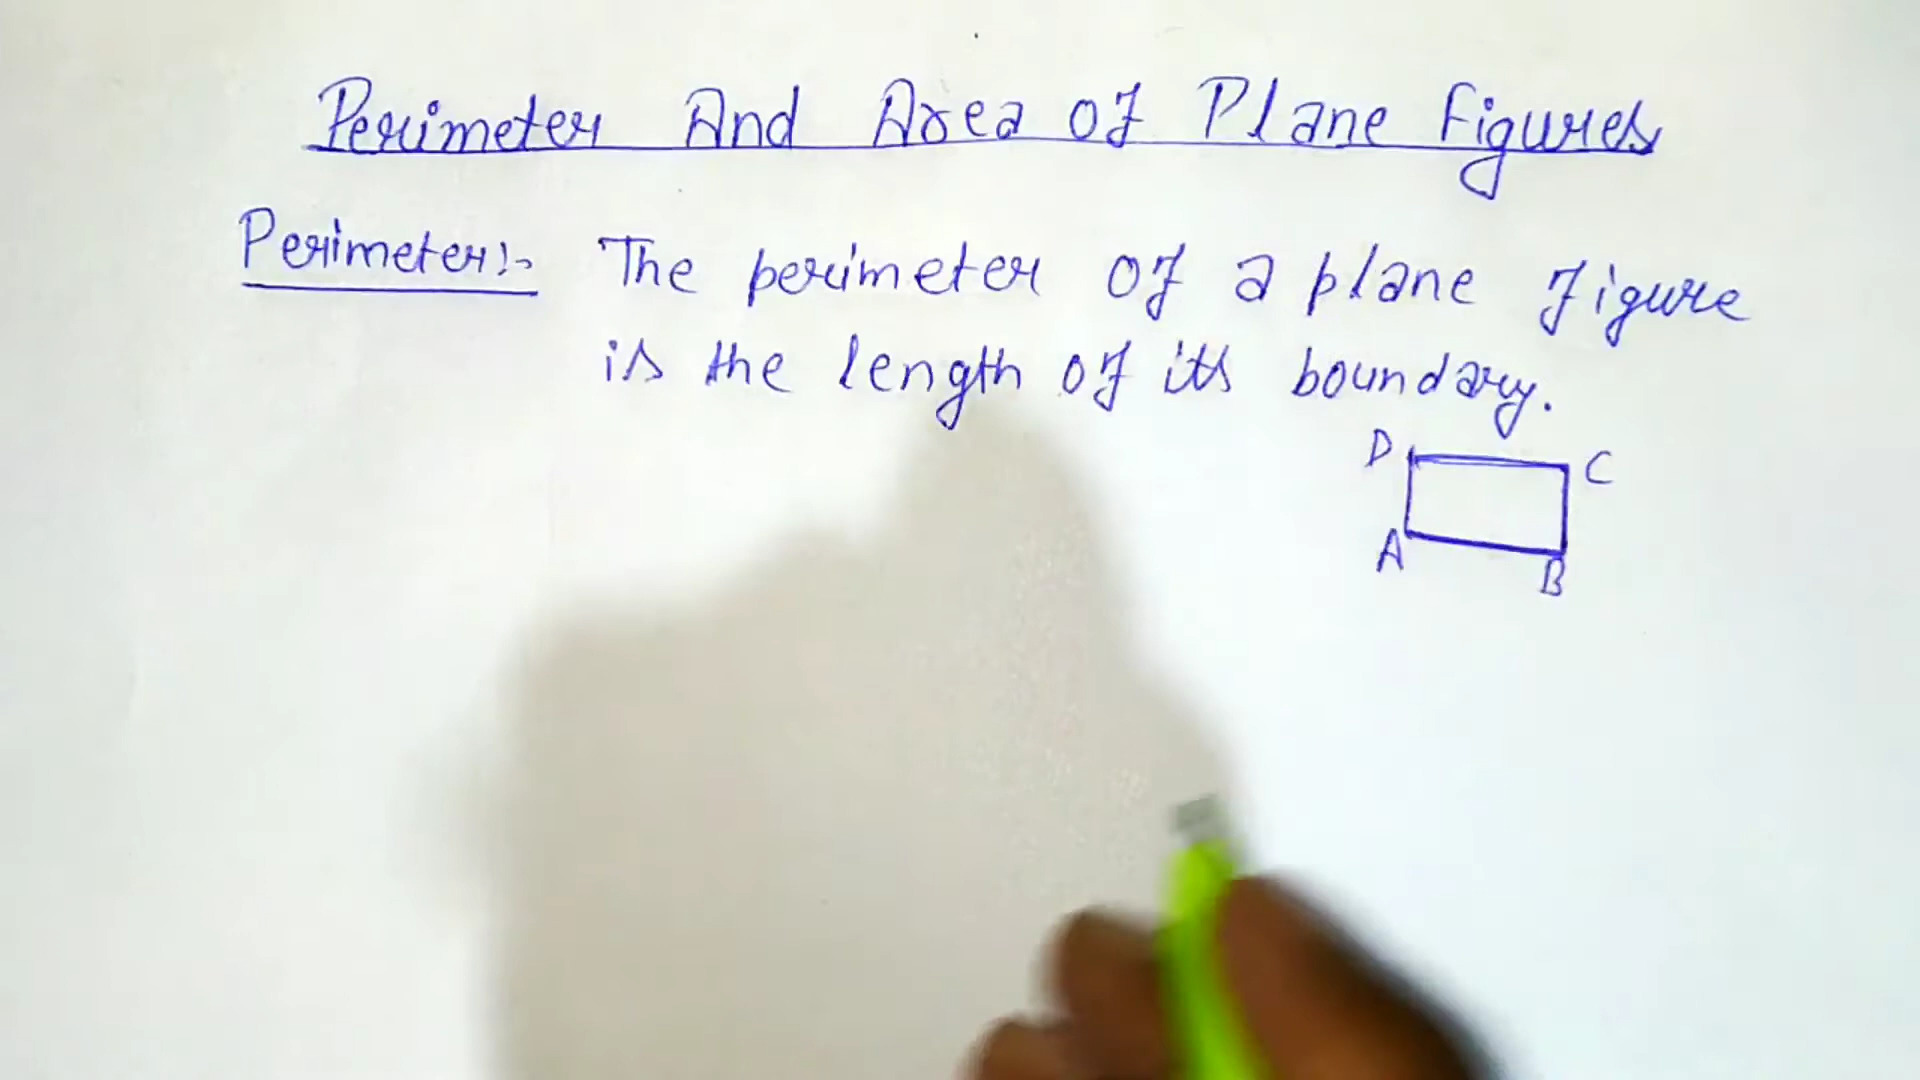 Perimeter And Area of Plane figures
Perimeter:- The perimeter of a plane figure
is the length of its boundary.
D C
A B